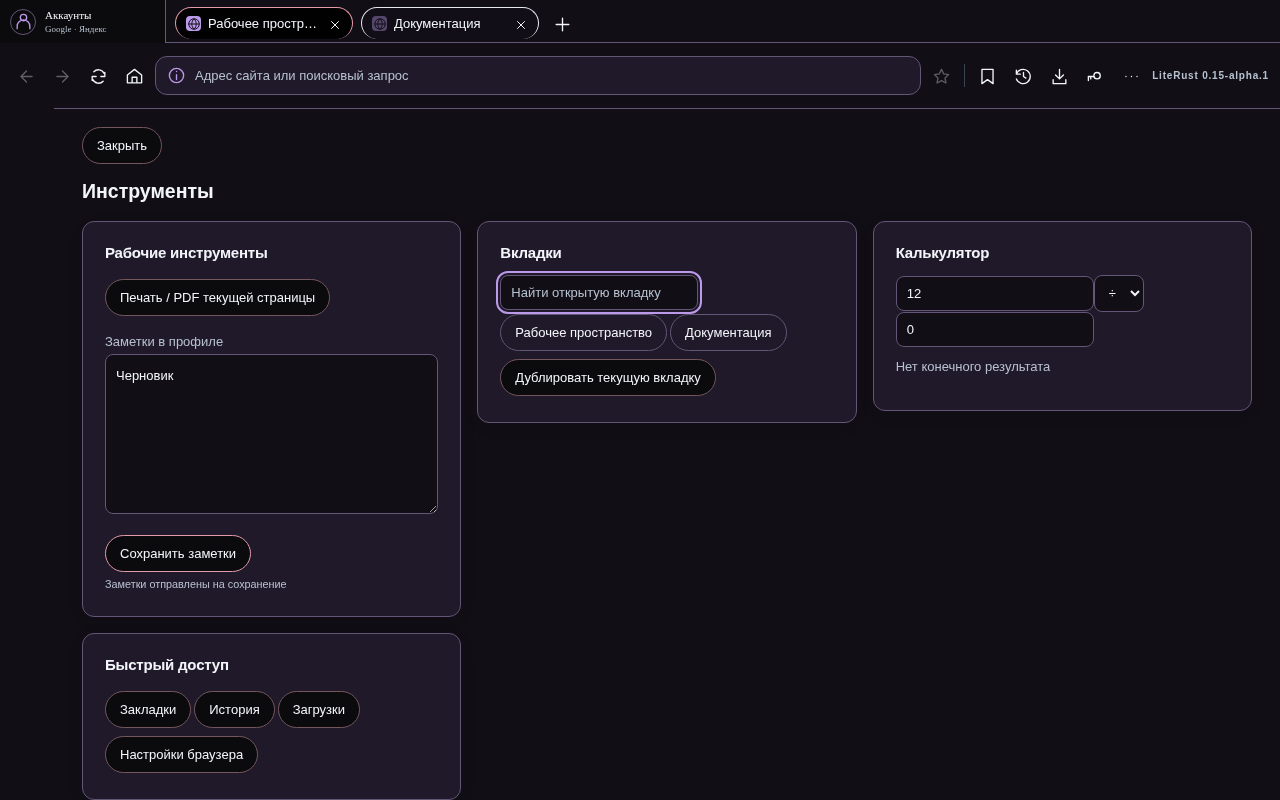 Аккаунты
Google · Яндекс
Рабочее простр…
Документация
Адрес сайта или поисковый запрос
LiteRust 0.15-alpha.1
Закрыть
Инструменты
Рабочие инструменты
Печать / PDF текущей страницы
Заметки в профиле
Черновик
Сохранить заметки
Заметки отправлены на сохранение
Вкладки
Найти открытую вкладку
Рабочее пространство
Документация
Дублировать текущую вкладку
Калькулятор
12
÷
0
Нет конечного результата
Быстрый доступ
Закладки
История
Загрузки
Настройки браузера